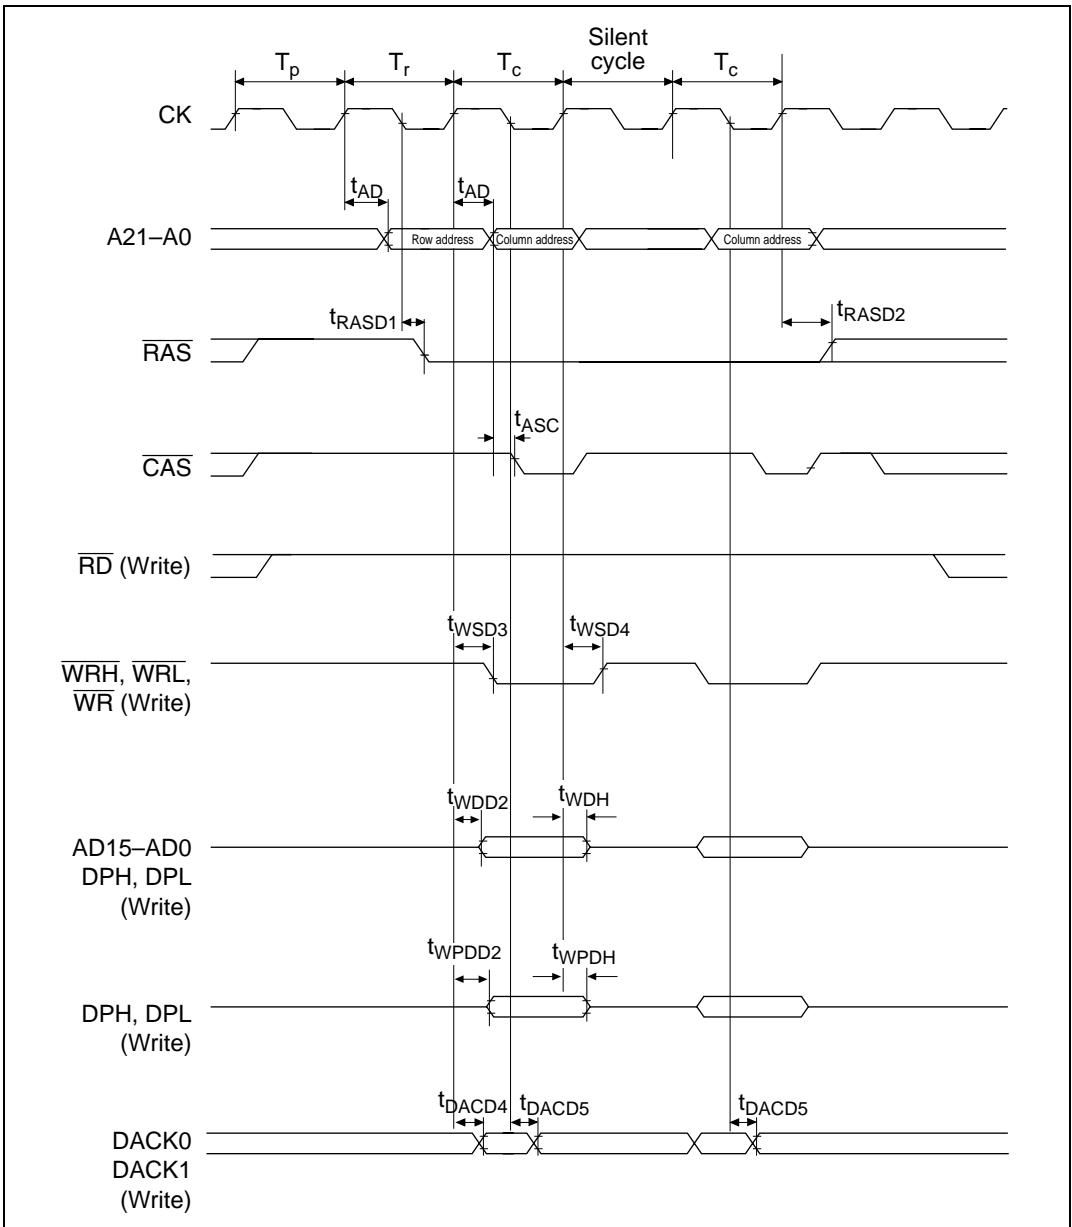 Silent
cycle
Tp Tr Tc Tc
CK
tAD tAD
A21–A0 Row address Column address Column address
tRASD1 tRASD2
RAS
tASC
CAS
RD (Write)
tWSD3 tWSD4
WRH, WRL,
WR (Write)
tWDD2 tWDH
AD15–AD0
DPH, DPL
(Write)
tWPDD2 tWPDH
DPH, DPL
(Write)
tDACD4 tDACD5 tDACD5
DACK0
DACK1
(Write)